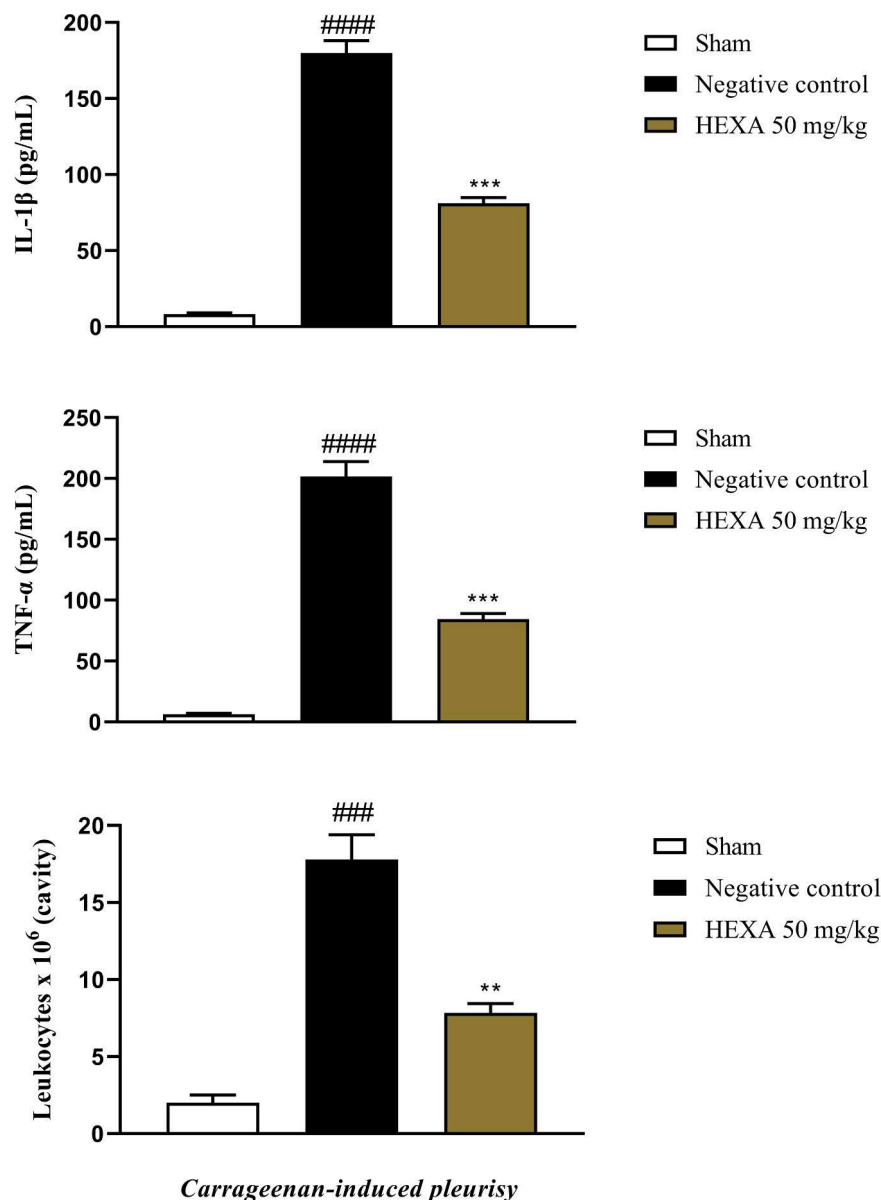 IL-1β (pg/mL)
200
150
100
50
0
####
***
Sham
Negative control
HEXA 50 mg/kg
TNF-α (pg/mL)
250
200
150
100
50
0
####
***
Sham
Negative control
HEXA 50 mg/kg
Leukocytes x 10⁶ (cavity)
20
15
10
5
0
###
**
Sham
Negative control
HEXA 50 mg/kg
Carrageenan-induced pleurisy